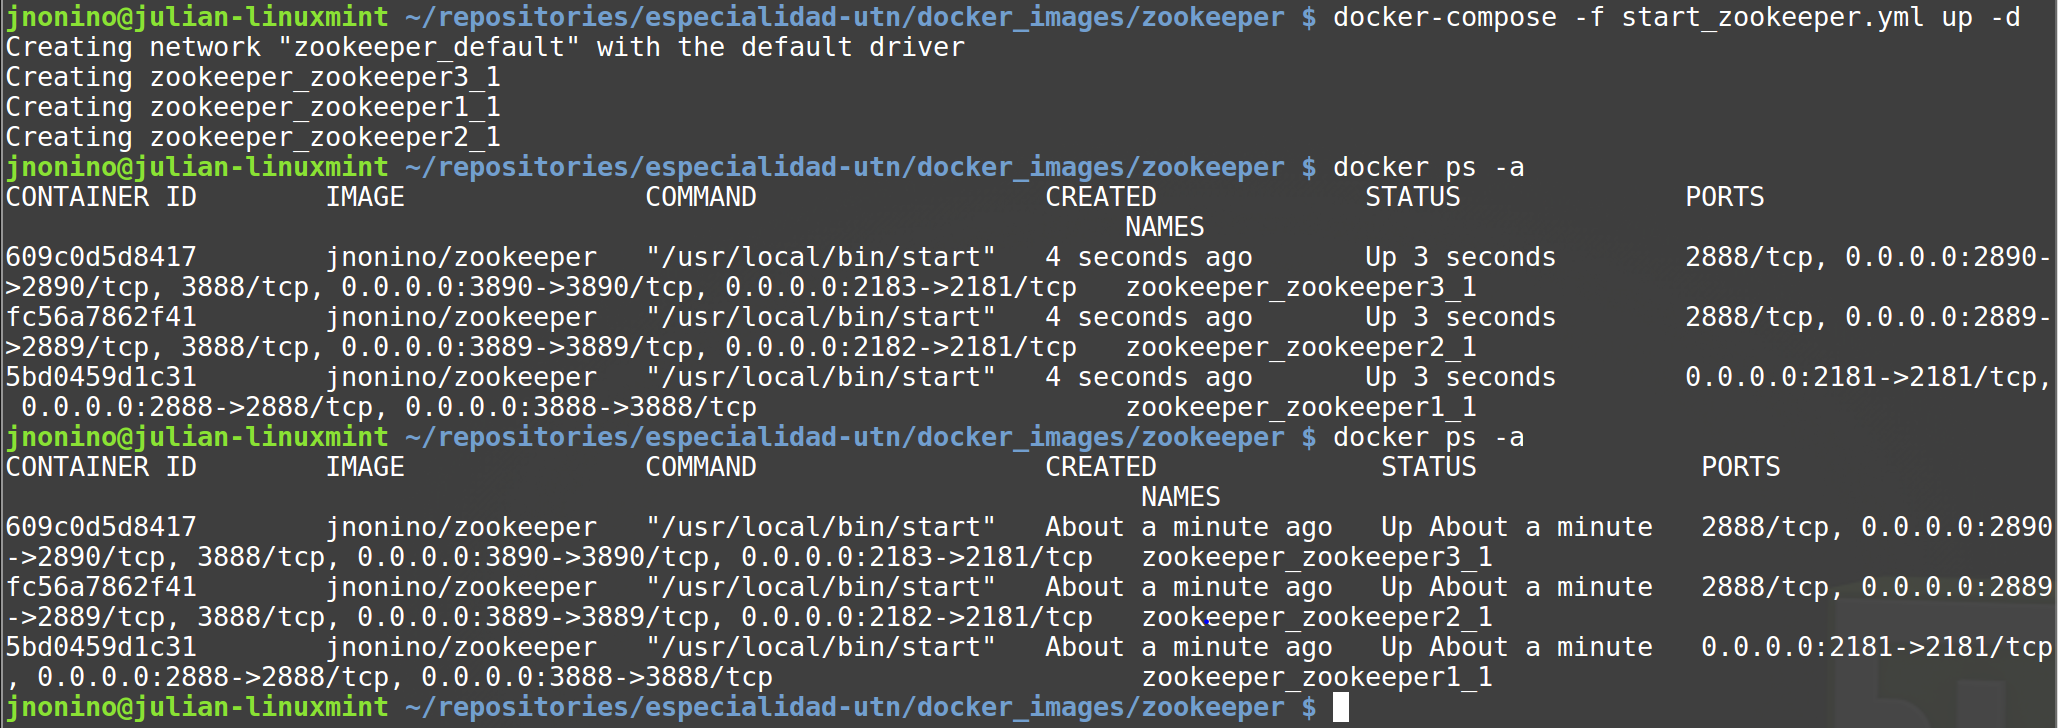 jnonino@julian-linuxmint ~/repositories/especialidad-utn/docker_images/zookeeper $ docker-compose -f start_zookeeper.yml up -d
Creating network "zookeeper_default" with the default driver
Creating zookeeper_zookeeper3_1
Creating zookeeper_zookeeper1_1
Creating zookeeper_zookeeper2_1
jnonino@julian-linuxmint ~/repositories/especialidad-utn/docker_images/zookeeper $ docker ps -a
CONTAINER ID        IMAGE               COMMAND                  CREATED             STATUS              PORTS
                                                                      NAMES
609c0d5d8417        jnonino/zookeeper   "/usr/local/bin/start"   4 seconds ago       Up 3 seconds        2888/tcp, 0.0.0.0:2890-
>2890/tcp, 3888/tcp, 0.0.0.0:3890->3890/tcp, 0.0.0.0:2183->2181/tcp   zookeeper_zookeeper3_1
fc56a7862f41        jnonino/zookeeper   "/usr/local/bin/start"   4 seconds ago       Up 3 seconds        2888/tcp, 0.0.0.0:2889-
>2889/tcp, 3888/tcp, 0.0.0.0:3889->3889/tcp, 0.0.0.0:2182->2181/tcp   zookeeper_zookeeper2_1
5bd0459d1c31        jnonino/zookeeper   "/usr/local/bin/start"   4 seconds ago       Up 3 seconds        0.0.0.0:2181->2181/tcp,
 0.0.0.0:2888->2888/tcp, 0.0.0.0:3888->3888/tcp                       zookeeper_zookeeper1_1
jnonino@julian-linuxmint ~/repositories/especialidad-utn/docker_images/zookeeper $ docker ps -a
CONTAINER ID        IMAGE               COMMAND                  CREATED              STATUS              PORTS
                                                                       NAMES
609c0d5d8417        jnonino/zookeeper   "/usr/local/bin/start"   About a minute ago   Up About a minute   2888/tcp, 0.0.0.0:2890
->2890/tcp, 3888/tcp, 0.0.0.0:3890->3890/tcp, 0.0.0.0:2183->2181/tcp   zookeeper_zookeeper3_1
fc56a7862f41        jnonino/zookeeper   "/usr/local/bin/start"   About a minute ago   Up About a minute   2888/tcp, 0.0.0.0:2889
->2889/tcp, 3888/tcp, 0.0.0.0:3889->3889/tcp, 0.0.0.0:2182->2181/tcp   zookeeper_zookeeper2_1
5bd0459d1c31        jnonino/zookeeper   "/usr/local/bin/start"   About a minute ago   Up About a minute   0.0.0.0:2181->2181/tcp
, 0.0.0.0:2888->2888/tcp, 0.0.0.0:3888->3888/tcp                       zookeeper_zookeeper1_1
jnonino@julian-linuxmint ~/repositories/especialidad-utn/docker_images/zookeeper $